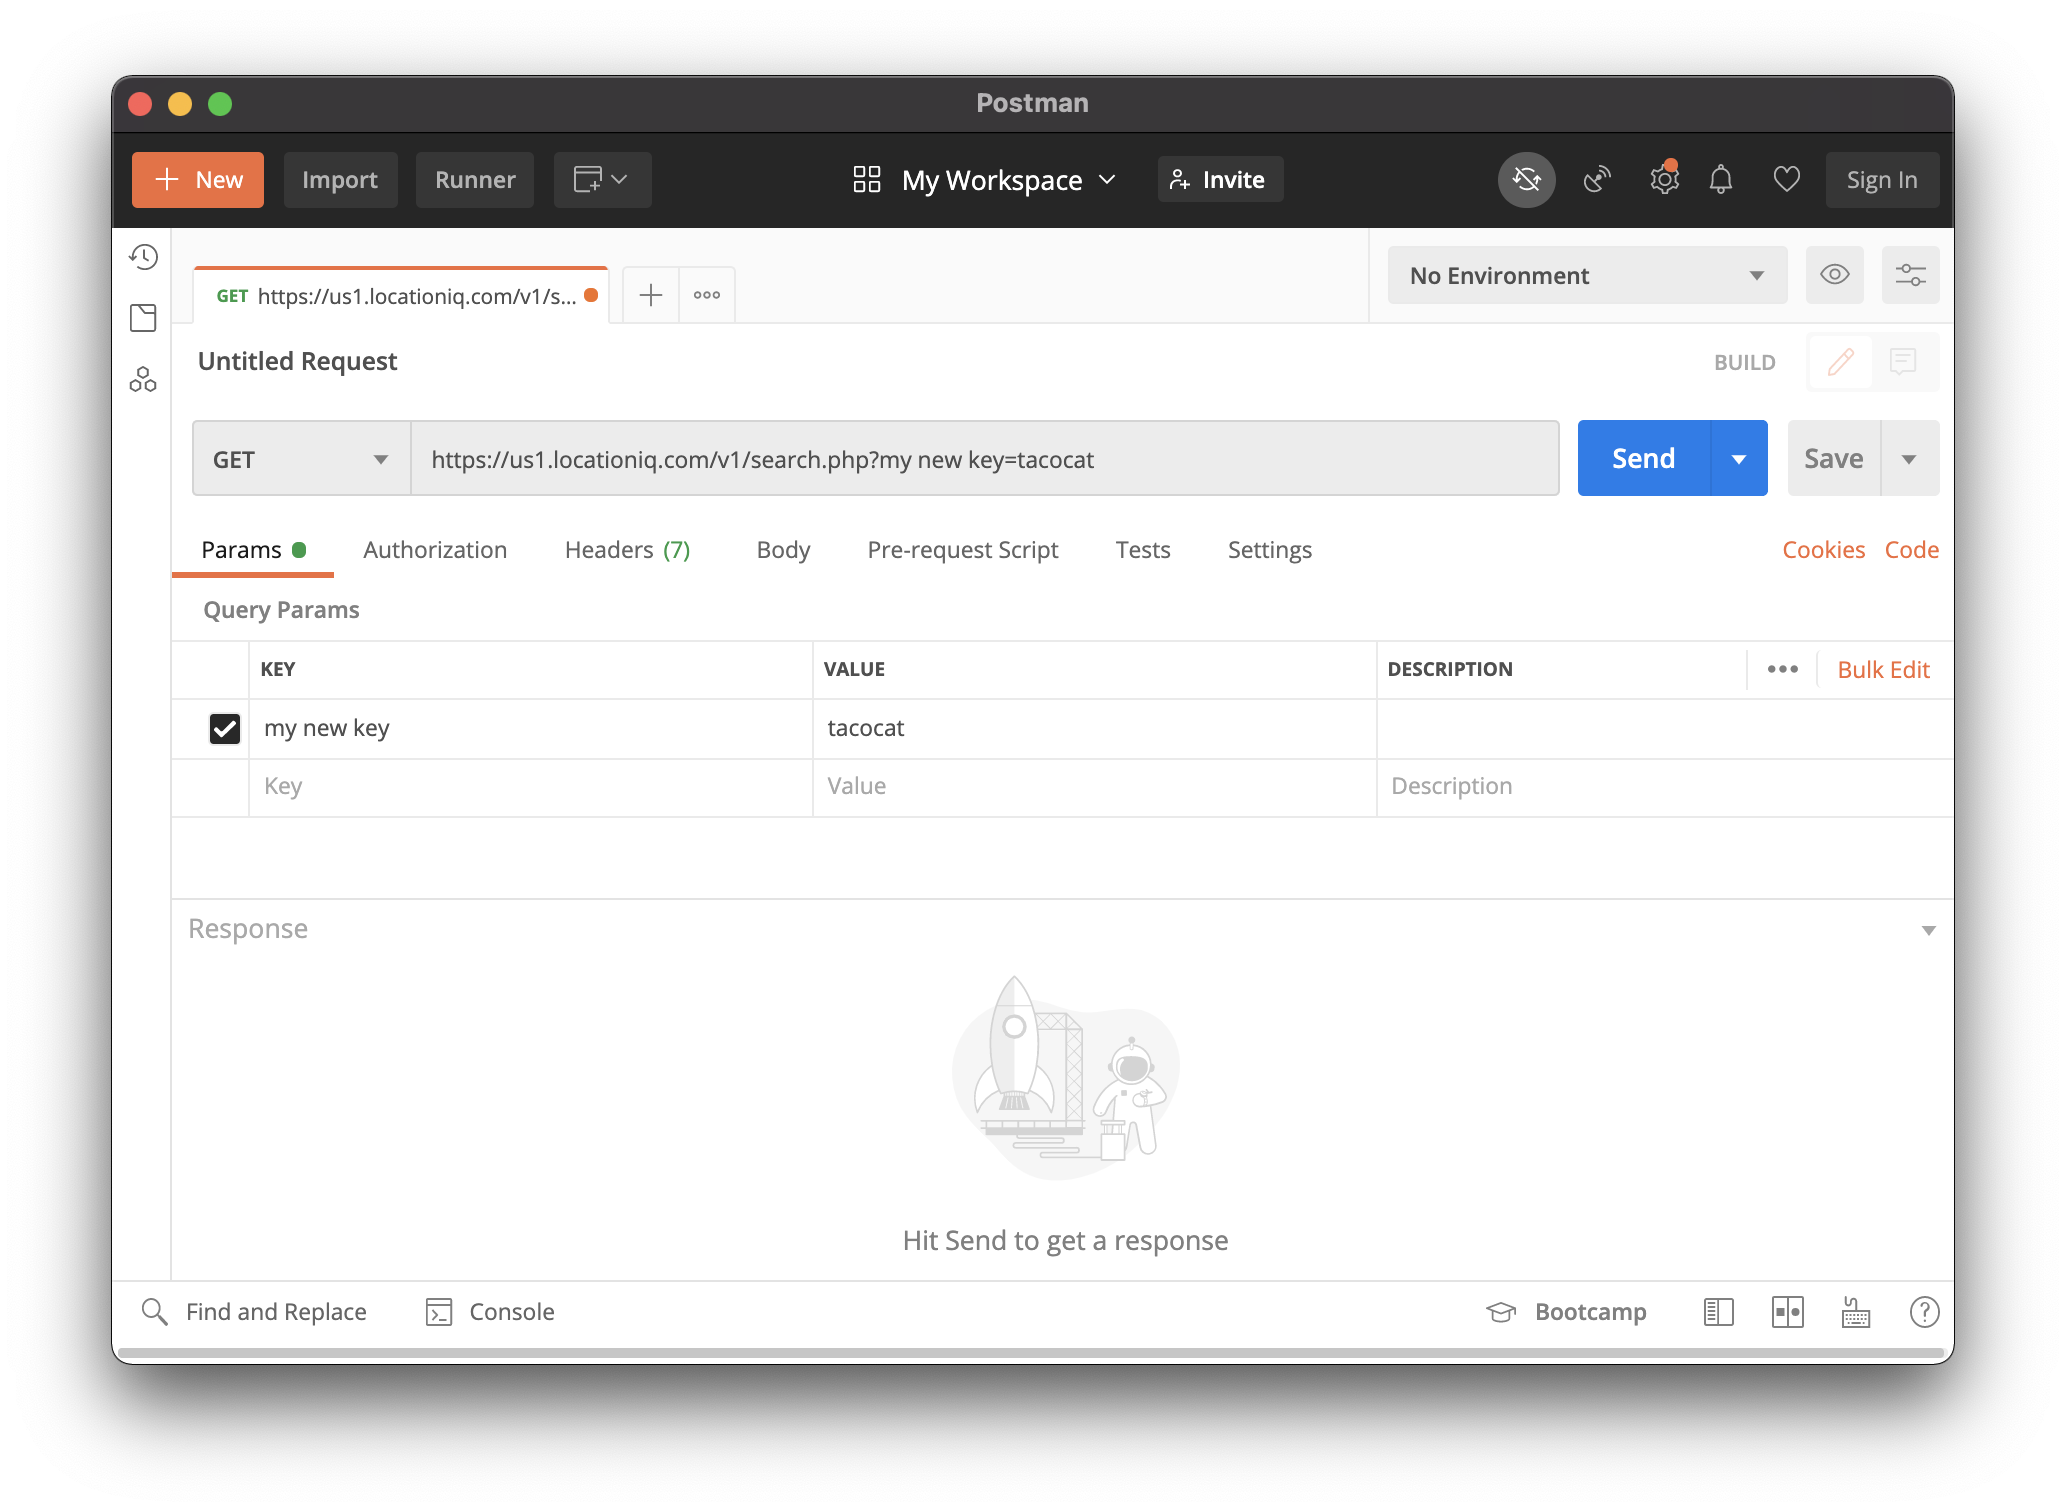 Postman
New Import Runner My Workspace Invite Sign In
GET https://us1.locationiq.com/v1/s... No Environment
Untitled Request BUILD
GET https://us1.locationiq.com/v1/search.php?my new key=tacocat Send Save
Params Authorization Headers (7) Body Pre-request Script Tests Settings Cookies Code
Query Params
KEY VALUE DESCRIPTION Bulk Edit
my new key tacocat
Key Value Description
Response
Hit Send to get a response
Find and Replace Console Bootcamp